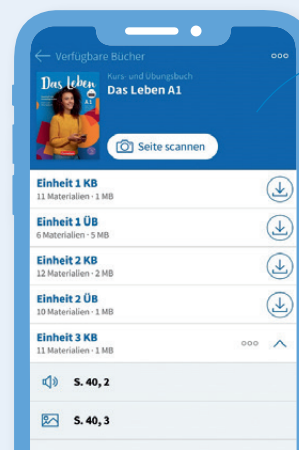 Verfügbare Bücher
Kurs- und Übungsbuch
Das Leben A1
Das Leben
A1
Seite scannen
Einheit 1 KB
11 Materialien · 1 MB
Einheit 1 ÜB
6 Materialien · 5 MB
Einheit 2 KB
12 Materialien · 2 MB
Einheit 2 ÜB
10 Materialien · 1 MB
Einheit 3 KB
11 Materialien · 1 MB
S. 40, 2
S. 40, 3